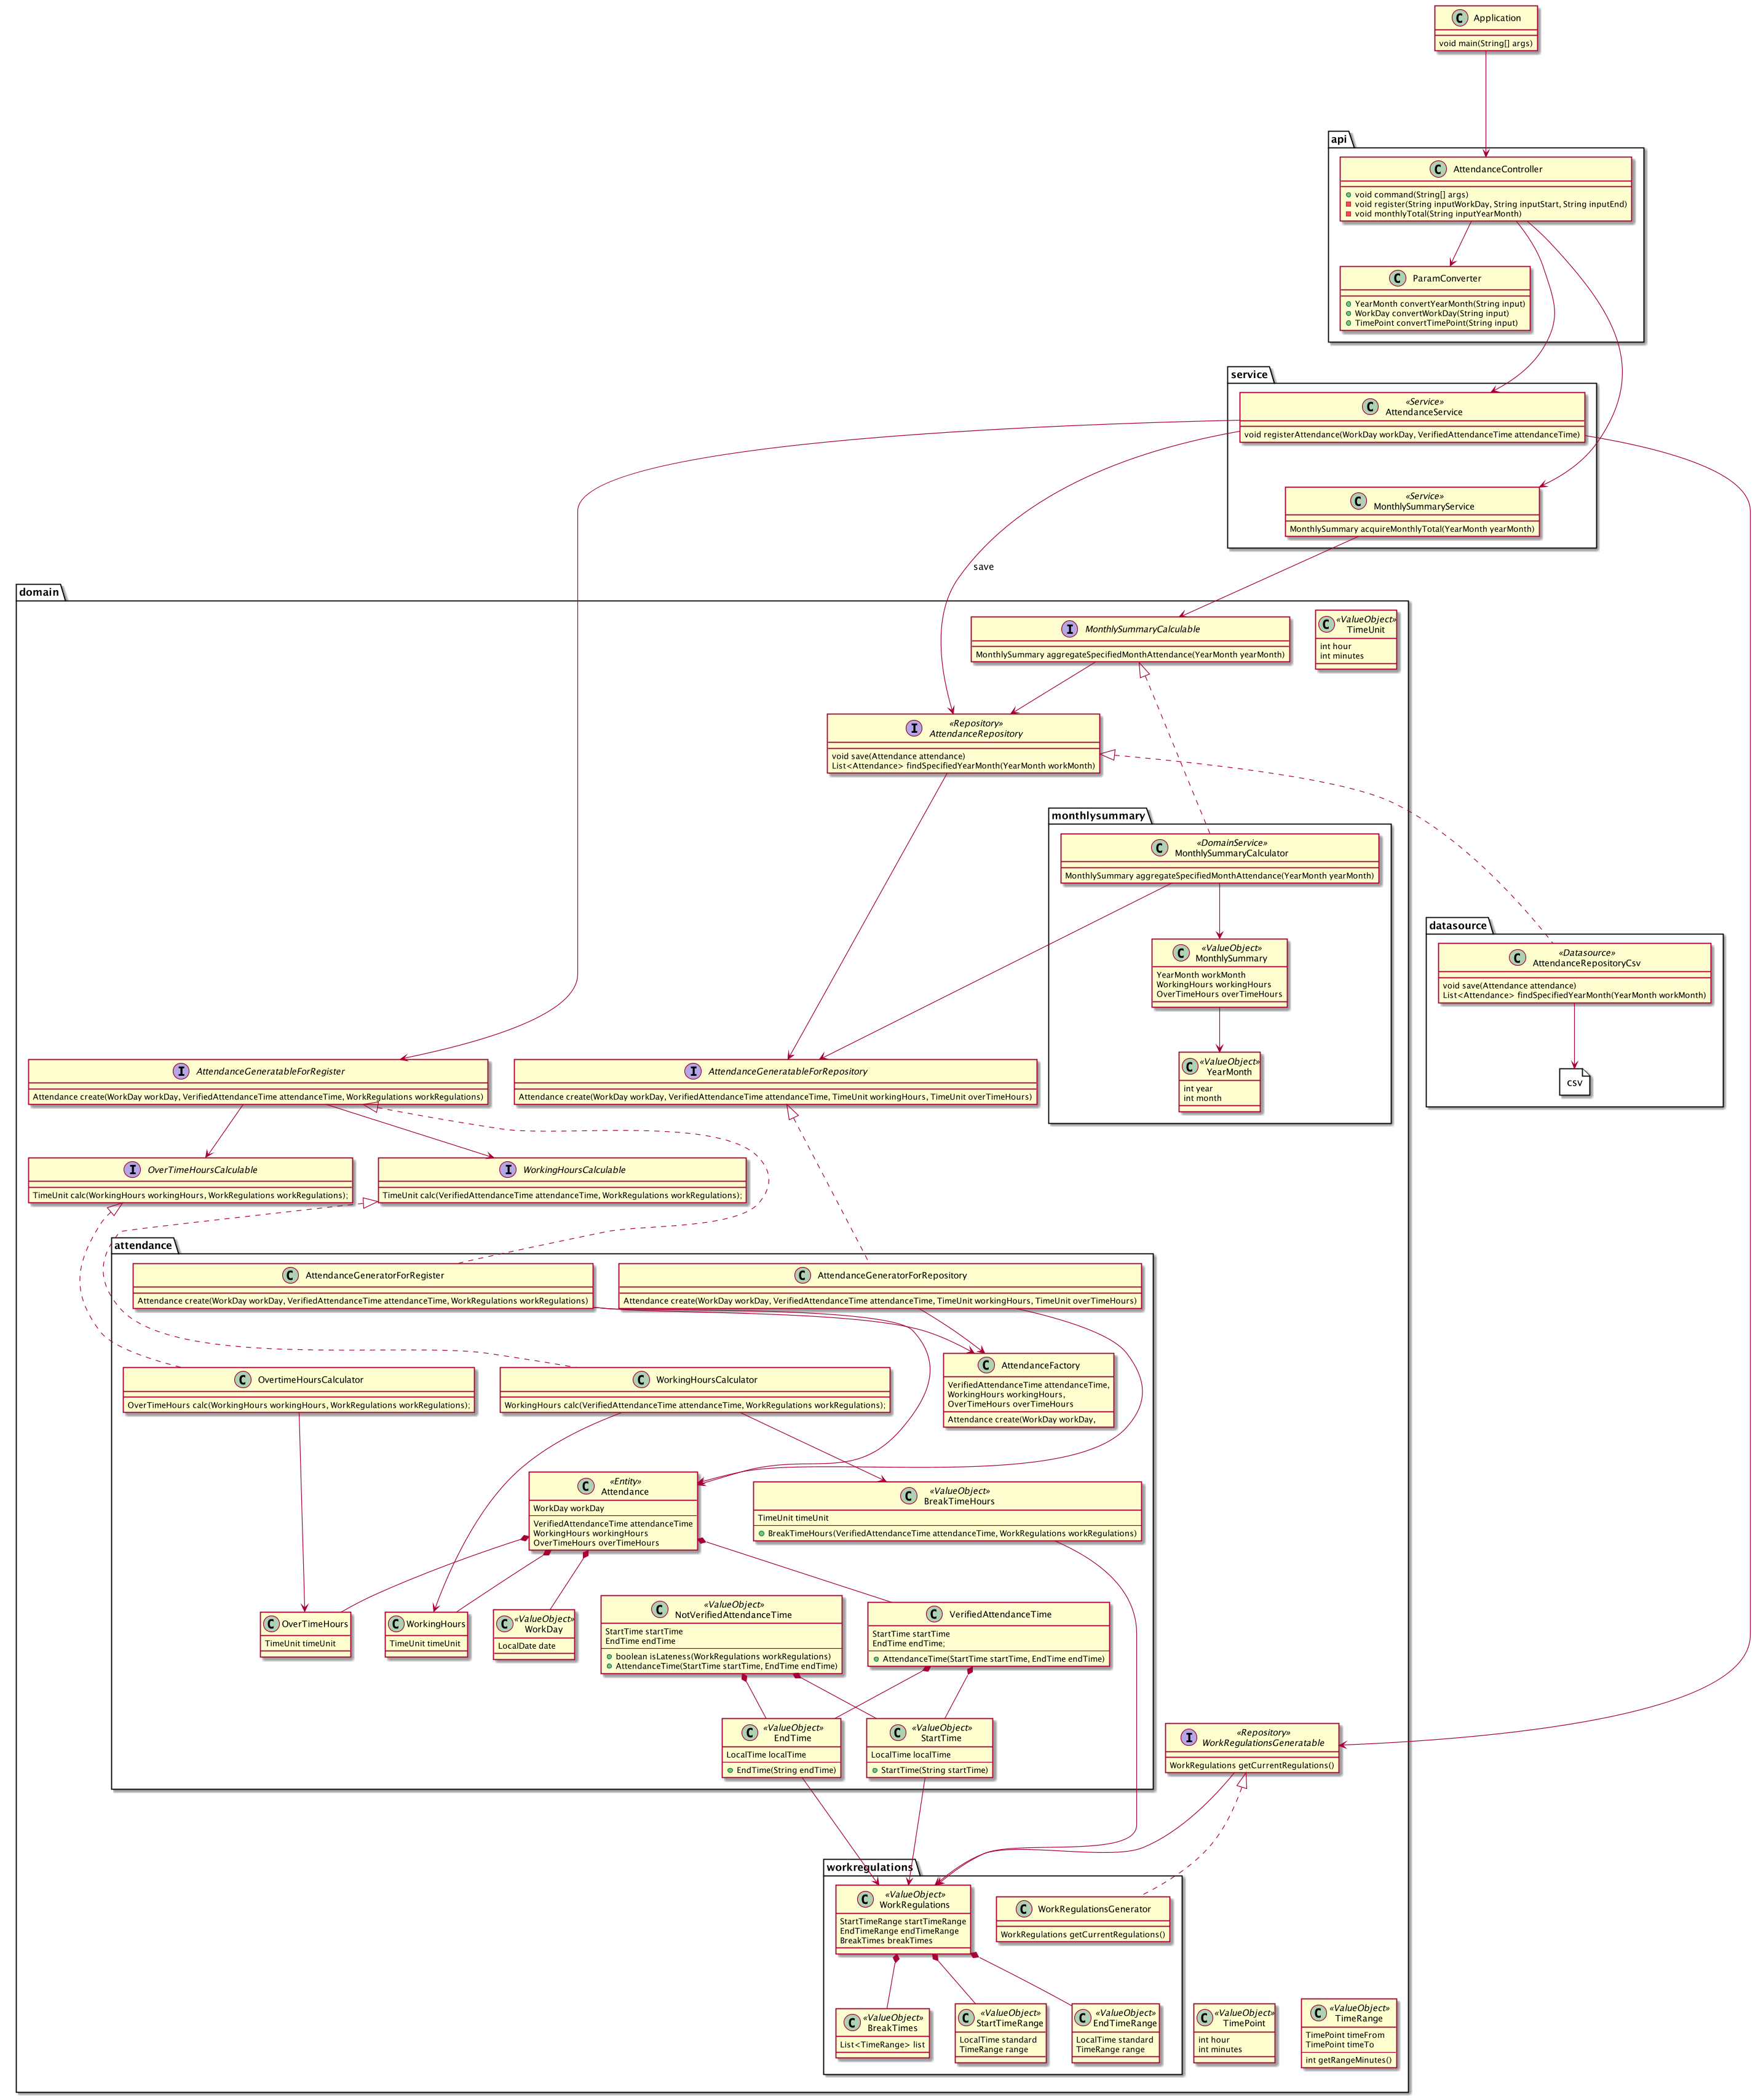 C Application
void main(String[] args)
api
C AttendanceController
void command(String[] args)
void register(String inputWorkDay, String inputStart, String inputEnd)
void monthlyTotal(String inputYearMonth)
C ParamConverter
YearMonth convertYearMonth(String input)
WorkDay convertWorkDay(String input)
TimePoint convertTimePoint(String input)
service
«Service»
C AttendanceService
void registerAttendance(WorkDay workDay, VerifiedAttendanceTime attendanceTime)
«Service»
C MonthlySummaryService
MonthlySummary acquireMonthlyTotal(YearMonth yearMonth)
save
domain
I MonthlySummaryCalculable
MonthlySummary aggregateSpecifiedMonthAttendance(YearMonth yearMonth)
«ValueObject»
C TimeUnit
int hour
int minutes
«Repository»
I AttendanceRepository
void save(Attendance attendance)
List<Attendance> findSpecifiedYearMonth(YearMonth workMonth)
monthlysummary
«DomainService»
C MonthlySummaryCalculator
MonthlySummary aggregateSpecifiedMonthAttendance(YearMonth yearMonth)
«ValueObject»
C MonthlySummary
YearMonth workMonth
WorkingHours workingHours
OverTimeHours overTimeHours
«ValueObject»
C YearMonth
int year
int month
datasource
«Datasource»
C AttendanceRepositoryCsv
void save(Attendance attendance)
List<Attendance> findSpecifiedYearMonth(YearMonth workMonth)
csv
I AttendanceGeneratableForRegister
Attendance create(WorkDay workDay, VerifiedAttendanceTime attendanceTime, WorkRegulations workRegulations)
I AttendanceGeneratableForRepository
Attendance create(WorkDay workDay, VerifiedAttendanceTime attendanceTime, TimeUnit workingHours, TimeUnit overTimeHours)
I OverTimeHoursCalculable
TimeUnit calc(WorkingHours workingHours, WorkRegulations workRegulations);
I WorkingHoursCalculable
TimeUnit calc(VerifiedAttendanceTime attendanceTime, WorkRegulations workRegulations);
attendance
C AttendanceGeneratorForRegister
Attendance create(WorkDay workDay, VerifiedAttendanceTime attendanceTime, WorkRegulations workRegulations)
C AttendanceGeneratorForRepository
Attendance create(WorkDay workDay, VerifiedAttendanceTime attendanceTime, TimeUnit workingHours, TimeUnit overTimeHours)
C OvertimeHoursCalculator
OverTimeHours calc(WorkingHours workingHours, WorkRegulations workRegulations);
C WorkingHoursCalculator
WorkingHours calc(VerifiedAttendanceTime attendanceTime, WorkRegulations workRegulations);
C AttendanceFactory
VerifiedAttendanceTime attendanceTime,
WorkingHours workingHours,
OverTimeHours overTimeHours
Attendance create(WorkDay workDay,
«Entity»
C Attendance
WorkDay workDay
VerifiedAttendanceTime attendanceTime
WorkingHours workingHours
OverTimeHours overTimeHours
«ValueObject»
C BreakTimeHours
TimeUnit timeUnit
BreakTimeHours(VerifiedAttendanceTime attendanceTime, WorkRegulations workRegulations)
C OverTimeHours
TimeUnit timeUnit
C WorkingHours
TimeUnit timeUnit
«ValueObject»
C WorkDay
LocalDate date
«ValueObject»
C NotVerifiedAttendanceTime
StartTime startTime
EndTime endTime
boolean isLateness(WorkRegulations workRegulations)
AttendanceTime(StartTime startTime, EndTime endTime)
C VerifiedAttendanceTime
StartTime startTime
EndTime endTime;
AttendanceTime(StartTime startTime, EndTime endTime)
«ValueObject»
C EndTime
LocalTime localTime
EndTime(String endTime)
«ValueObject»
C StartTime
LocalTime localTime
StartTime(String startTime)
«Repository»
I WorkRegulationsGeneratable
WorkRegulations getCurrentRegulations()
workregulations
«ValueObject»
C WorkRegulations
StartTimeRange startTimeRange
EndTimeRange endTimeRange
BreakTimes breakTimes
C WorkRegulationsGenerator
WorkRegulations getCurrentRegulations()
«ValueObject»
C BreakTimes
List<TimeRange> list
«ValueObject»
C StartTimeRange
LocalTime standard
TimeRange range
«ValueObject»
C EndTimeRange
LocalTime standard
TimeRange range
«ValueObject»
C TimePoint
int hour
int minutes
«ValueObject»
C TimeRange
TimePoint timeFrom
TimePoint timeTo
int getRangeMinutes()